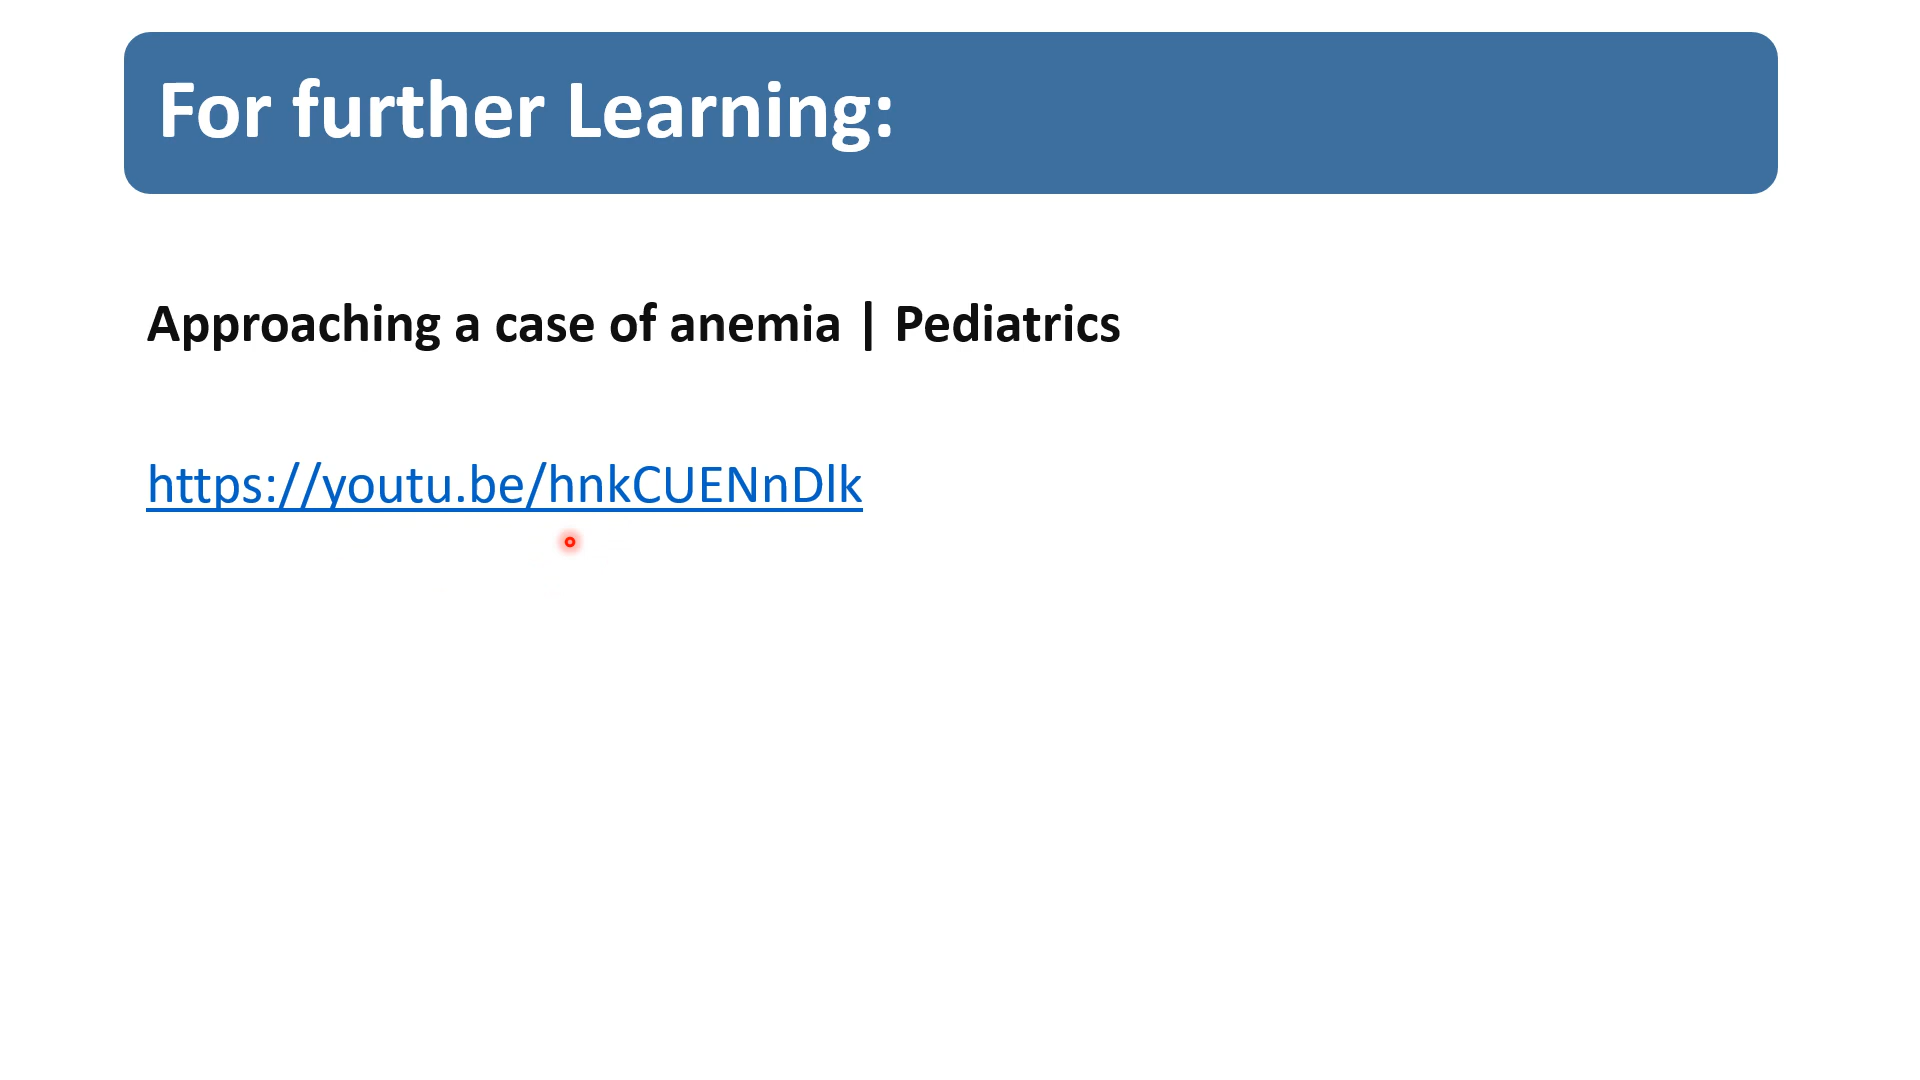 For further Learning:
Approaching a case of anemia | Pediatrics
https://youtu.be/hnkCUENnDlk